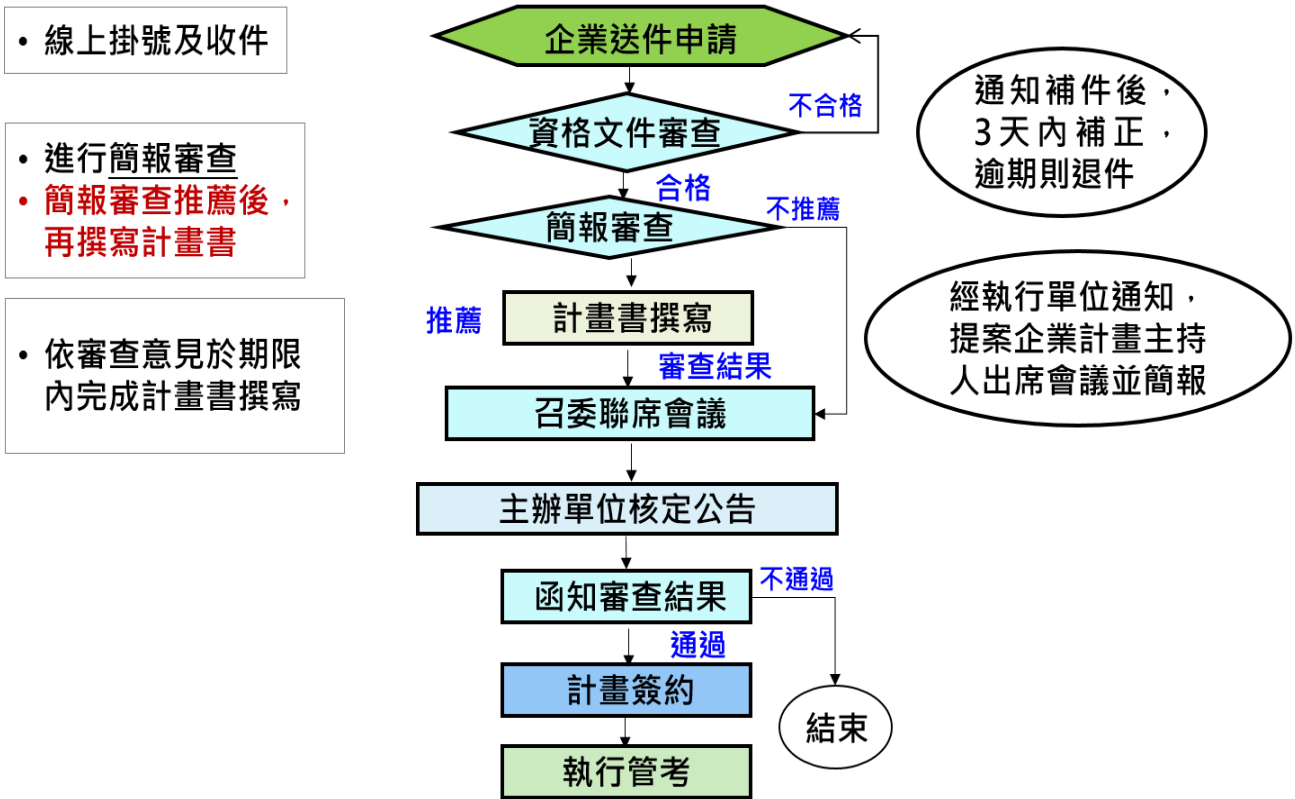 • 線上掛號及收件
企業送件申請
不合格
通知補件後，
3天內補正，
逾期則退件
資格文件審查
• 進行簡報審查
• 簡報審查推薦後，
再撰寫計畫書
合格
不推薦
簡報審查
經執行單位通知，
提案企業計畫主持
人出席會議並簡報
推薦
計畫書撰寫
審查結果
• 依審查意見於期限
內完成計畫書撰寫
召委聯席會議
主辦單位核定公告
不通過
函知審查結果
通過
計畫簽約
結束
執行管考